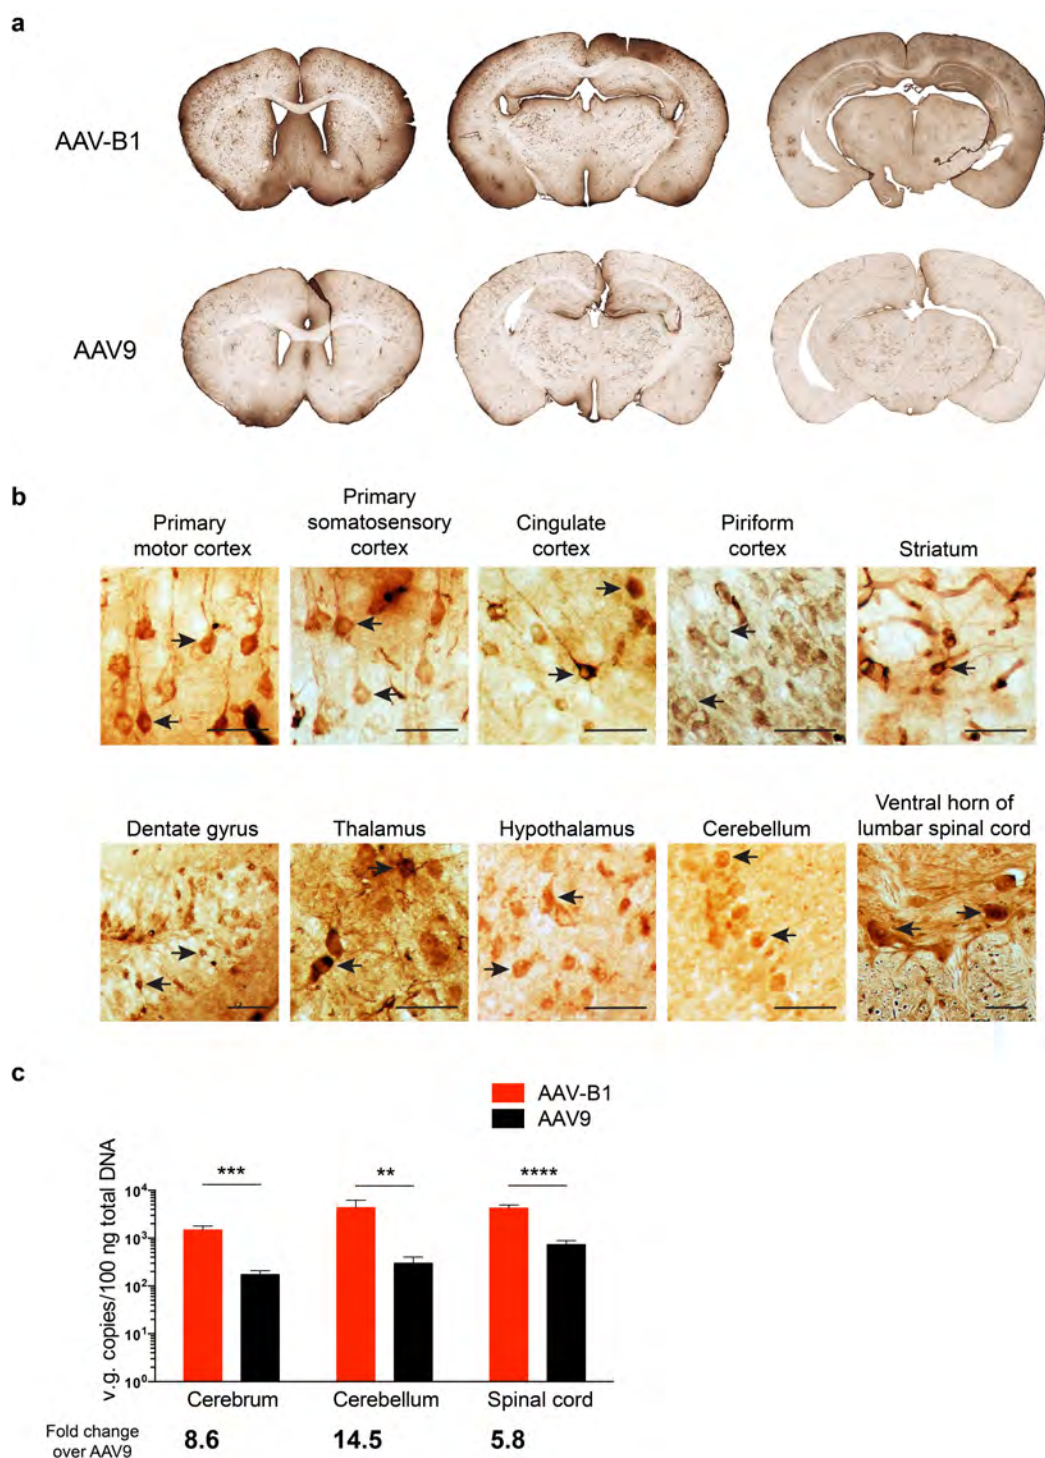 a
AAV-B1
AAV9
b
Primary
motor cortex
Primary
somatosensory
cortex
Cingulate
cortex
Piriform
cortex
Striatum
Dentate gyrus
Thalamus
Hypothalamus
Cerebellum
Ventral horn of
lumbar spinal cord
c
AAV-B1
AAV9
v.g. copies/100 ng total DNA
10⁴
10³
10²
10¹
10⁰
***
**
****
Cerebrum
Cerebellum
Spinal cord
Fold change
over AAV9
8.6
14.5
5.8